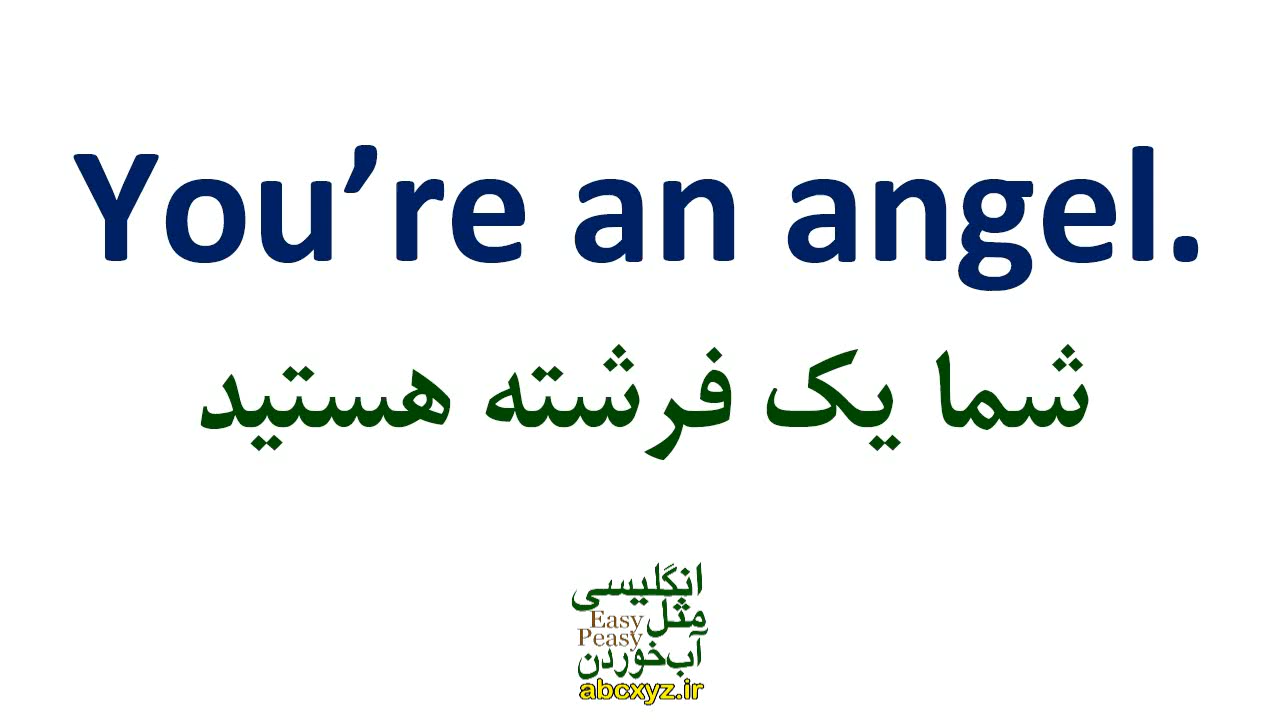 You’re an angel.
شما یک فرشته هستید
انگلیسی
مثل Easy
Peasy
آب‌خوردن
abcxyz.ir